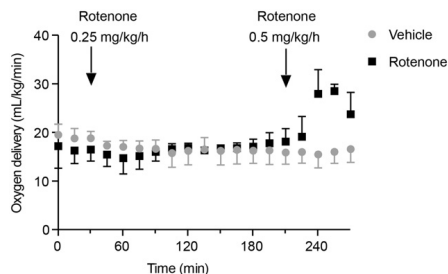 Rotenone
0.25 mg/kg/h
Rotenone
0.5 mg/kg/h
Vehicle
Rotenone
Oxygen delivery (mL/kg/min)
40
30
20
10
0
0
60
120
180
240
Time (min)